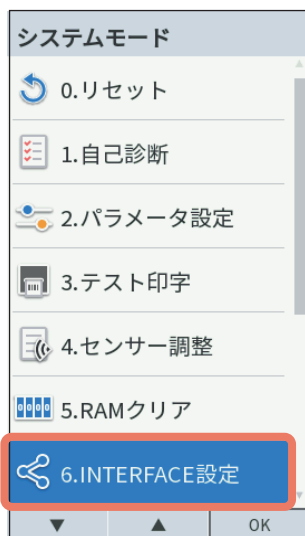 システムモード
0.リセット
1.自己診断
2.パラメータ設定
3.テスト印字
4.センサー調整
5.RAMクリア
6.INTERFACE設定
▼ ▲ OK